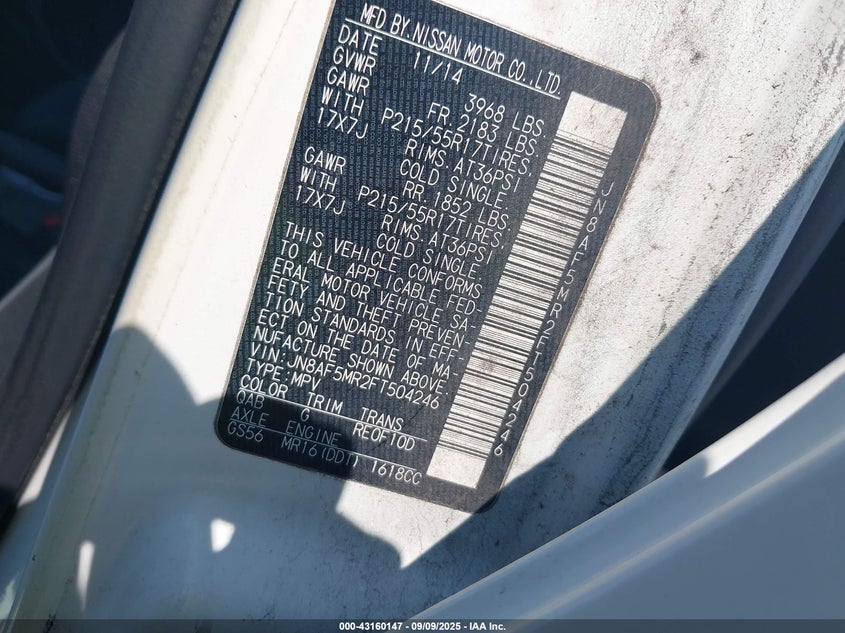 MFD BY. NISSAN MOTOR CO., LTD.
DATE 11/14
GVWR 3968 LBS.
GAWR FR. 2183 LBS.
WITH P215/55R17TIRES.
17X7J RIMS AT36PSI
COLD SINGLE.
GAWR RR. 1852 LBS.
WITH P215/55R17TIRES.
17X7J RIMS AT36PSI
COLD SINGLE.
THIS VEHICLE CONFORMS
TO ALL APPLICABLE FED-
ERAL MOTOR VEHICLE SA-
FETY AND THEFT PREVEN-
TION STANDARDS IN EFF-
ECT ON THE DATE OF MA-
NUFACTURE SHOWN ABOVE.
VIN:JN8AF5MR2FT504246
TYPE:MPV
COLOR TRIM TRANS
QAB G RE0F10D
AXLE ENGINE
GS56 MR16(DDT) 1618CC
JN8AF5MR2FT504246
000-43160147 - 09/09/2025 - IAA Inc.